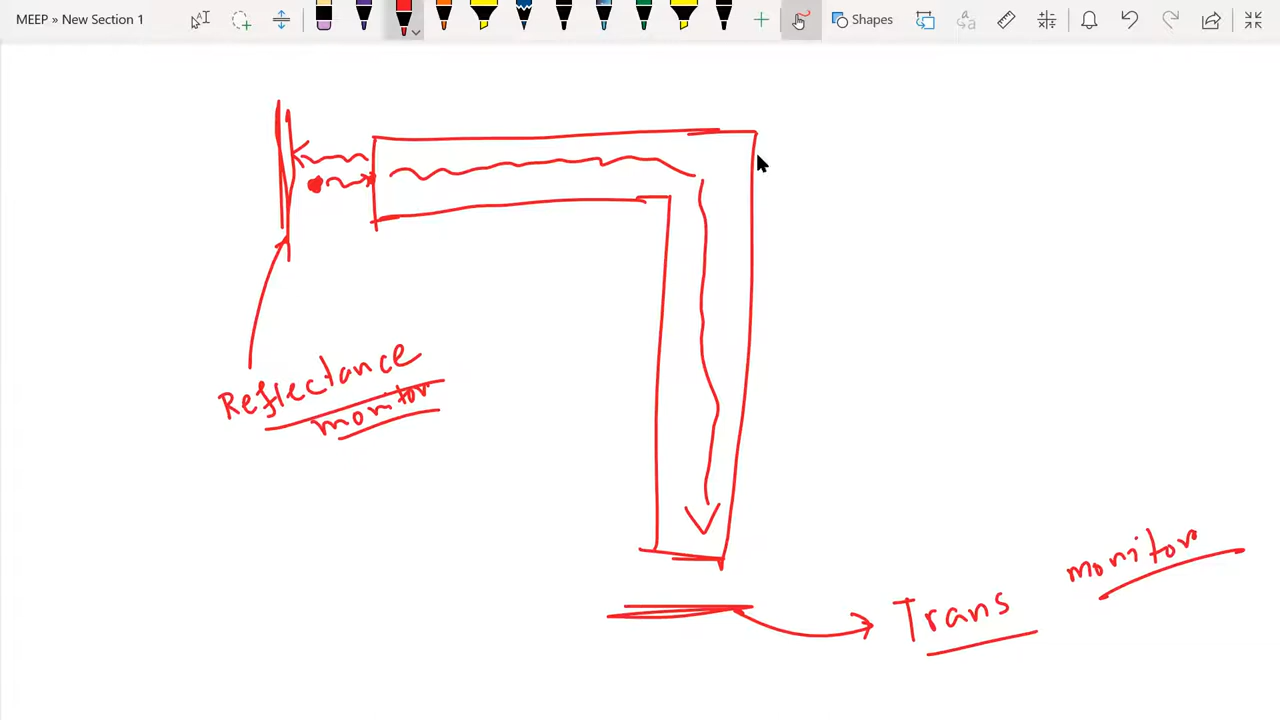 MEEP » New Section 1
Shapes
Reflectance
monitor
Trans monitor